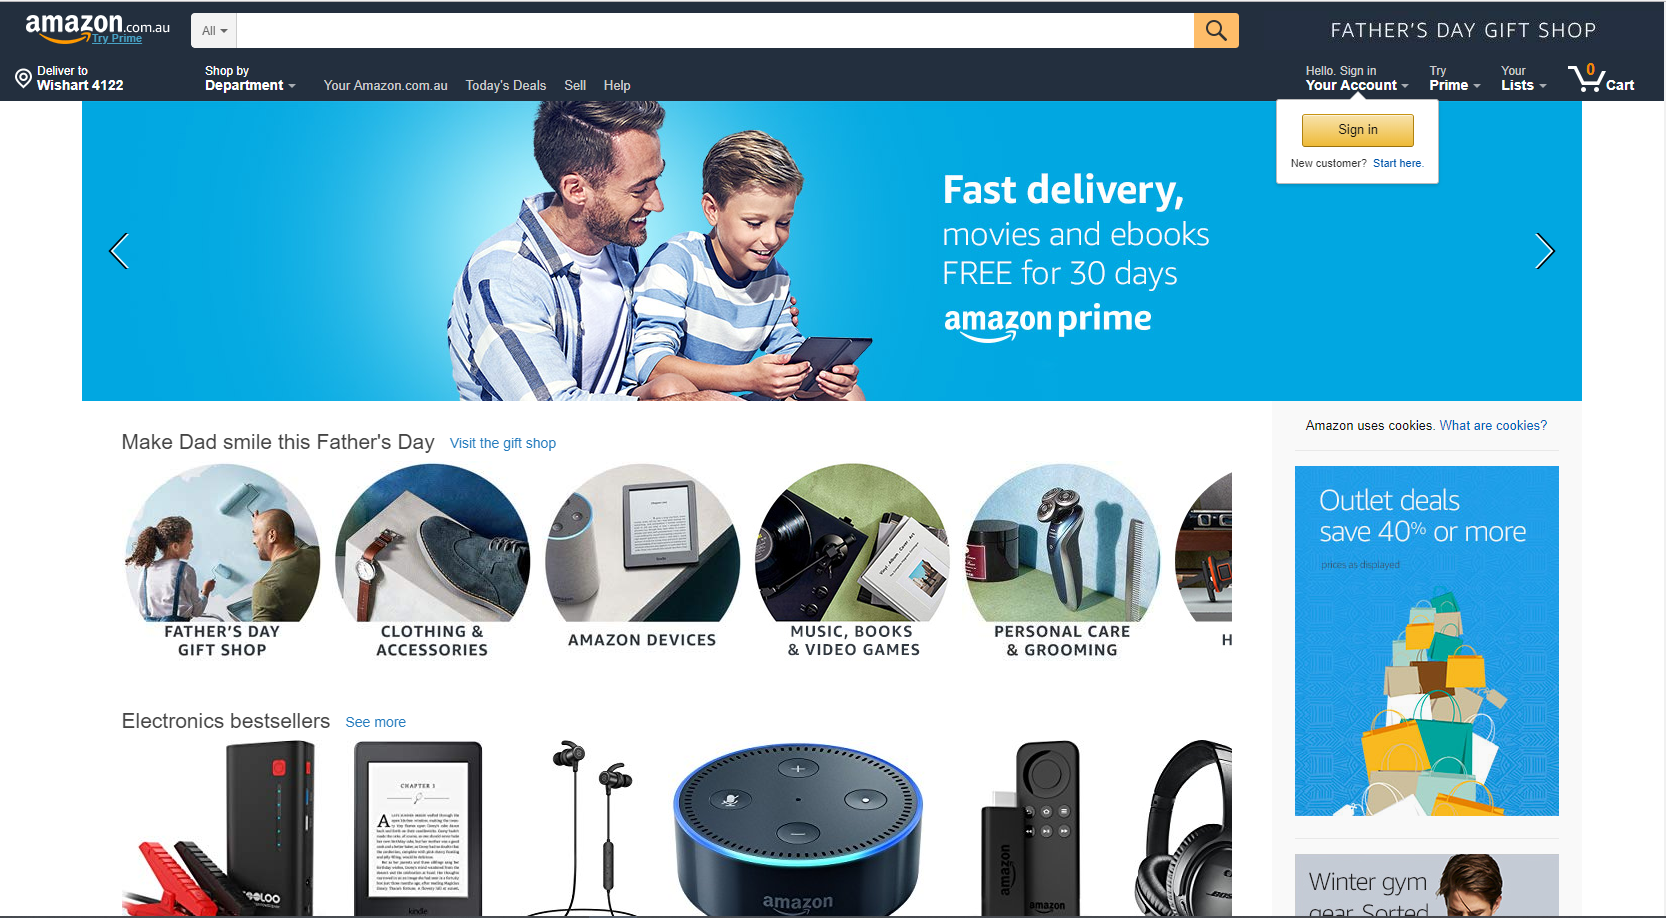 amazon.com.au
Try Prime
All
FATHER'S DAY GIFT SHOP
Deliver to
Wishart 4122
Shop by
Department
Your Amazon.com.au
Today's Deals
Sell
Help
Hello. Sign in
Your Account
Try
Prime
Your
Lists
0
Cart
Sign in
New customer? Start here.
Fast delivery,
movies and ebooks
FREE for 30 days
amazon prime
Amazon uses cookies. What are cookies?
Make Dad smile this Father's Day Visit the gift shop
FATHER'S DAY
GIFT SHOP
CLOTHING &
ACCESSORIES
AMAZON DEVICES
MUSIC, BOOKS
& VIDEO GAMES
PERSONAL CARE
& GROOMING
H
Outlet deals
save 40% or more
prices as displayed
Electronics bestsellers See more
CHAPTER 1
kindle
amazon
amazon
amazon
BOSE
Winter gym
gear. Sorted